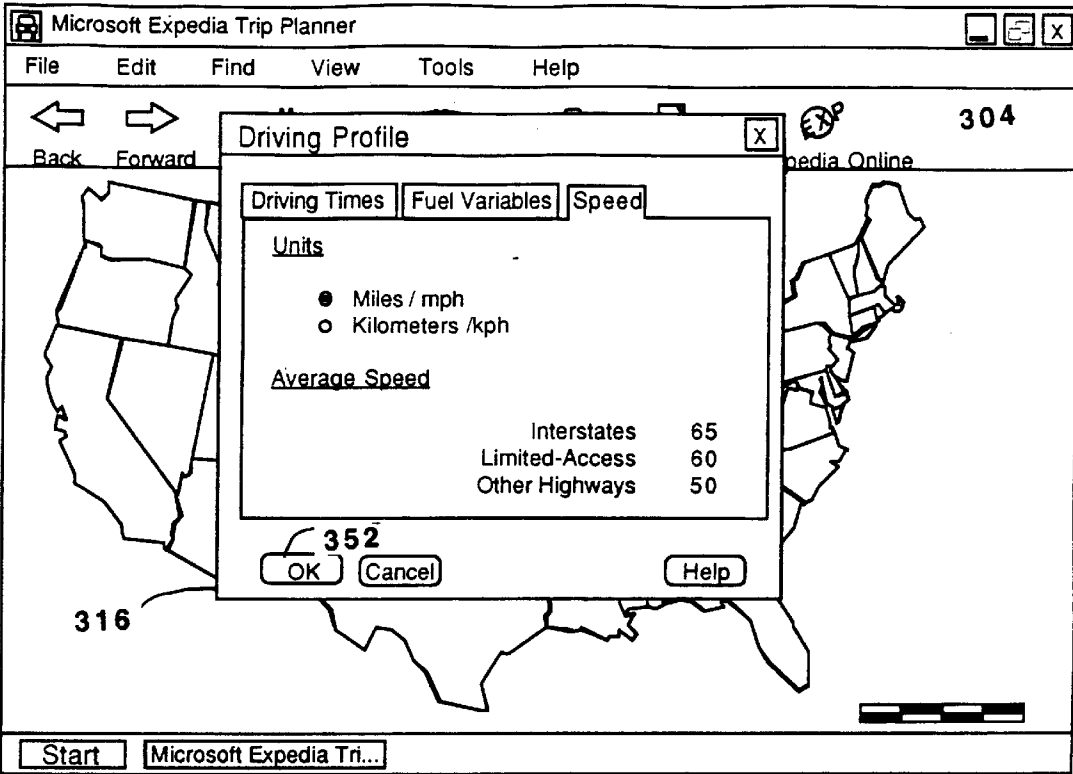 Microsoft Expedia Trip Planner
X
File Edit Find View Tools Help
EXP
304
Back Forward pedia Online
Driving Profile X
Driving Times Fuel Variables Speed
Units
Miles / mph
Kilometers /kph
Average Speed
Interstates 65
Limited-Access 60
Other Highways 50
352
OK Cancel Help
316
Start Microsoft Expedia Tri...